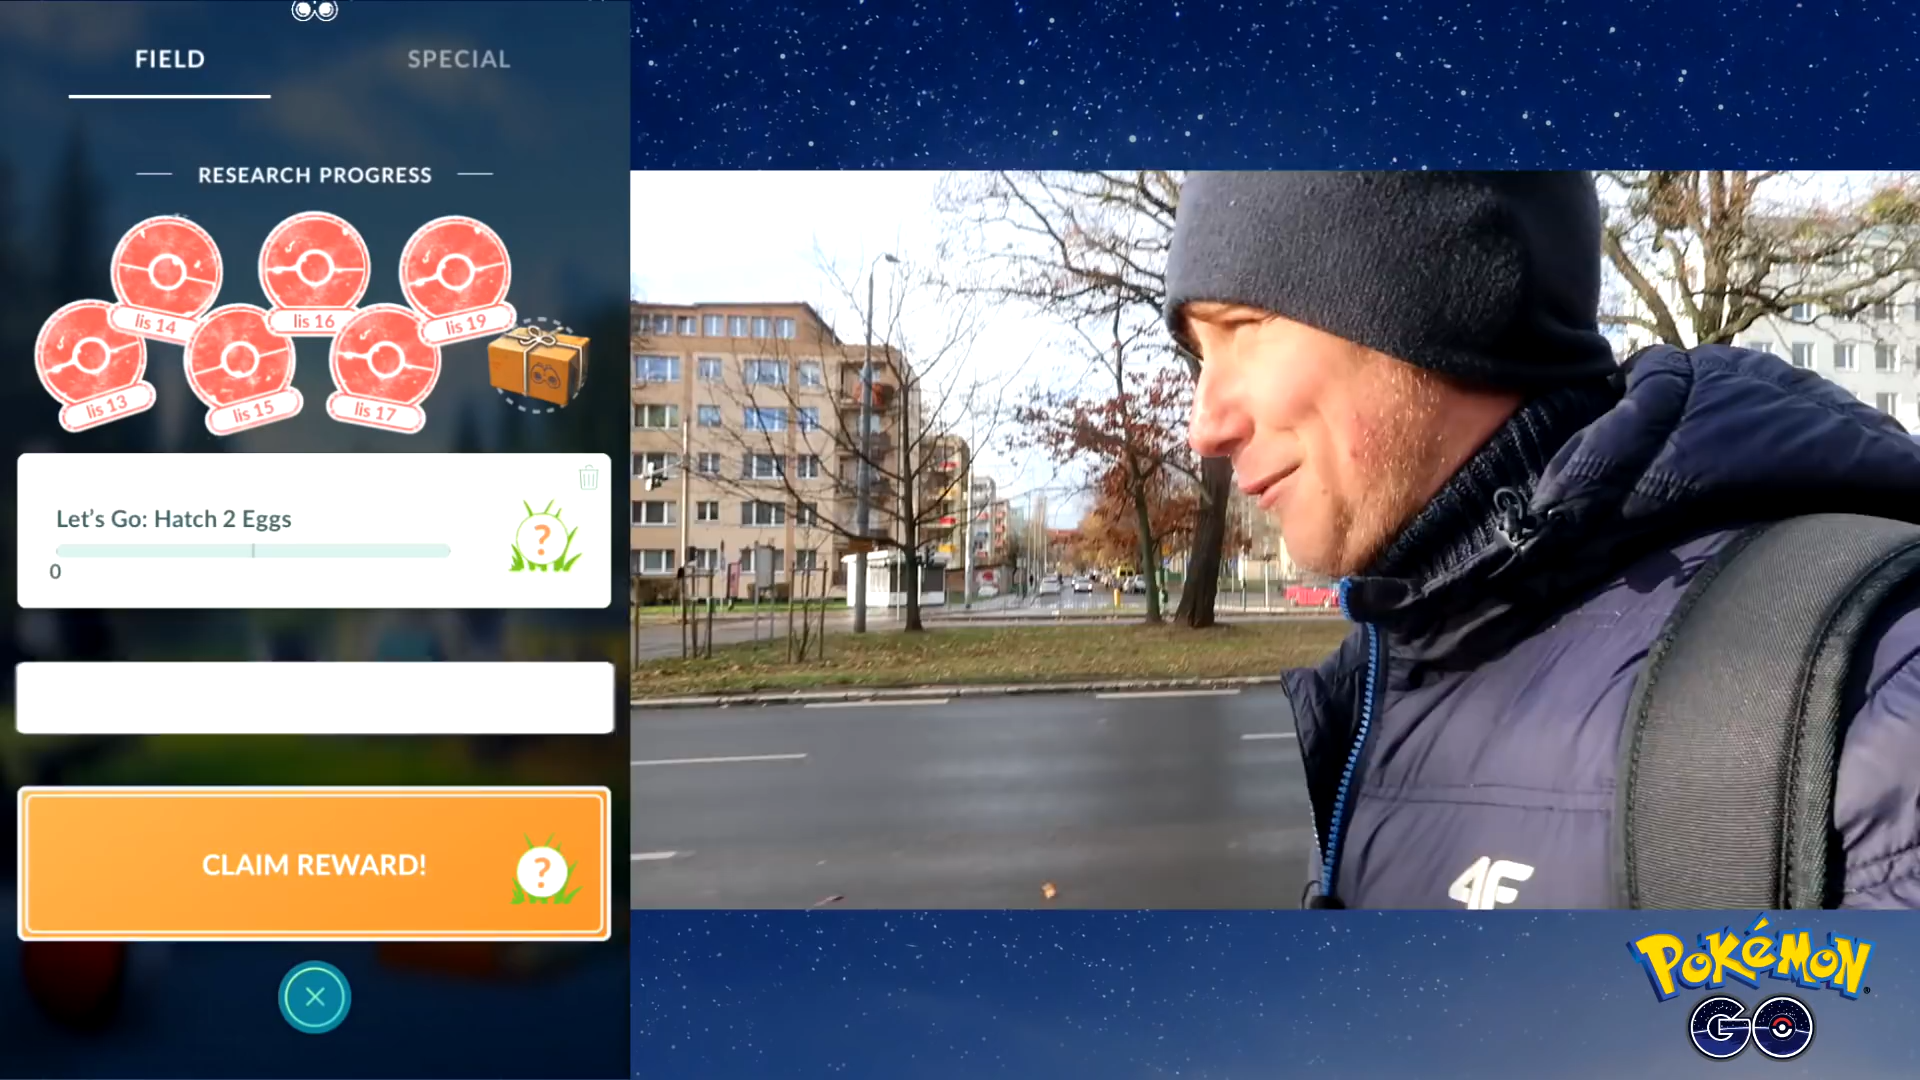 FIELD
SPECIAL
RESEARCH PROGRESS
lis 14
lis 16
lis 19
lis 13
lis 15
lis 17
Let's Go: Hatch 2 Eggs
0
?
CLAIM REWARD!
?
4F
POKéMON
GO